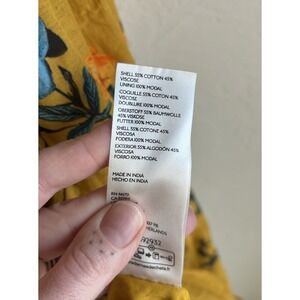 SHELL 55% COTTON 45%
VISCOSE
LINING 100% MODAL
COQUILLE 55% COTON 45%
VISCOSE
DOUBLURE 100% MODAL
OBERSTOFF 55% BAUMWOLLE
45% VISKOSE
FUTTER 100% MODAL
SHELL 55% COTONE 45%
VISCOSA
FODERA 100% MODAL
EXTERIOR 55% ALGODÓN 45%
VISCOSA
FORRO 100% MODAL
MADE IN INDIA
HECHO EN INDIA